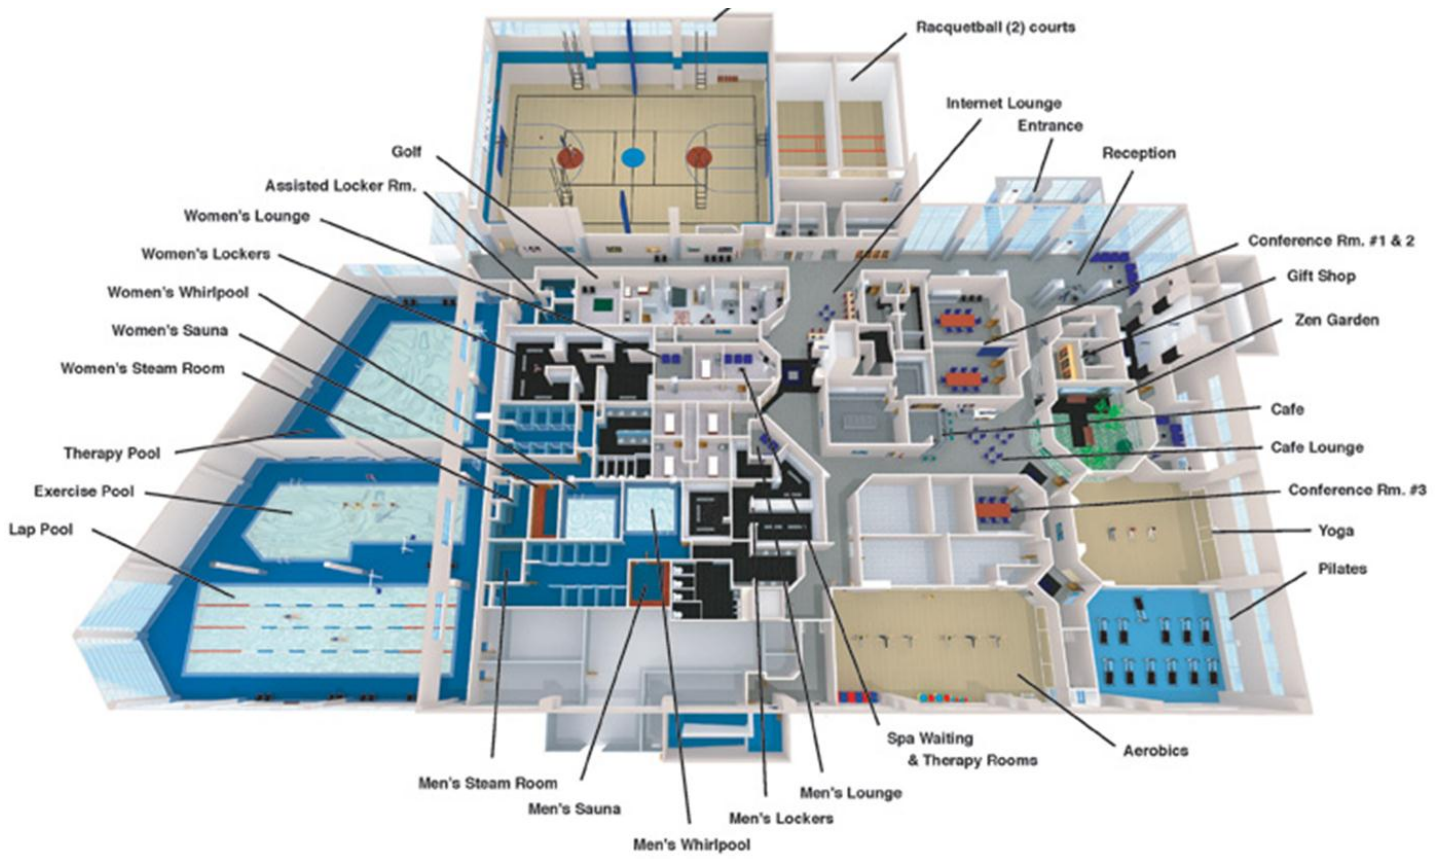 Racquetball (2) courts
Internet Lounge
Entrance
Reception
Golf
Assisted Locker Rm.
Women's Lounge
Women's Lockers
Women's Whirlpool
Women's Sauna
Women's Steam Room
Therapy Pool
Exercise Pool
Lap Pool
Conference Rm. #1 & 2
Gift Shop
Zen Garden
Cafe
Cafe Lounge
Conference Rm. #3
Yoga
Pilates
Aerobics
Spa Waiting
& Therapy Rooms
Men's Lounge
Men's Lockers
Men's Whirlpool
Men's Sauna
Men's Steam Room